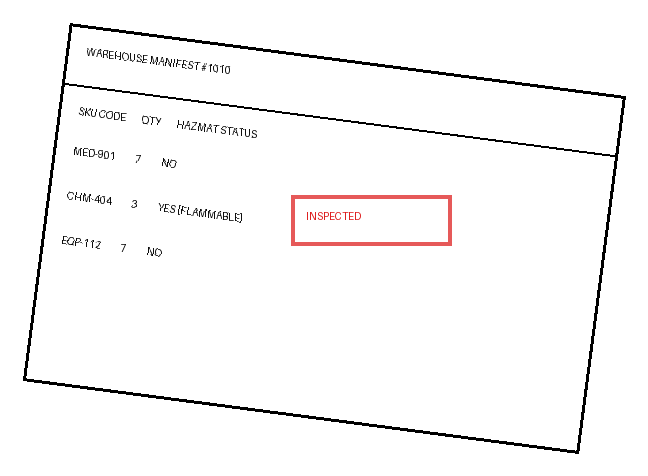 WAREHOUSE MANIFEST #1010
SKU CODE QTY HAZMAT STATUS
MED-901 7 NO
CHM-404 3 YES (FLAMMABLE)
INSPECTED
EQP-112 7 NO